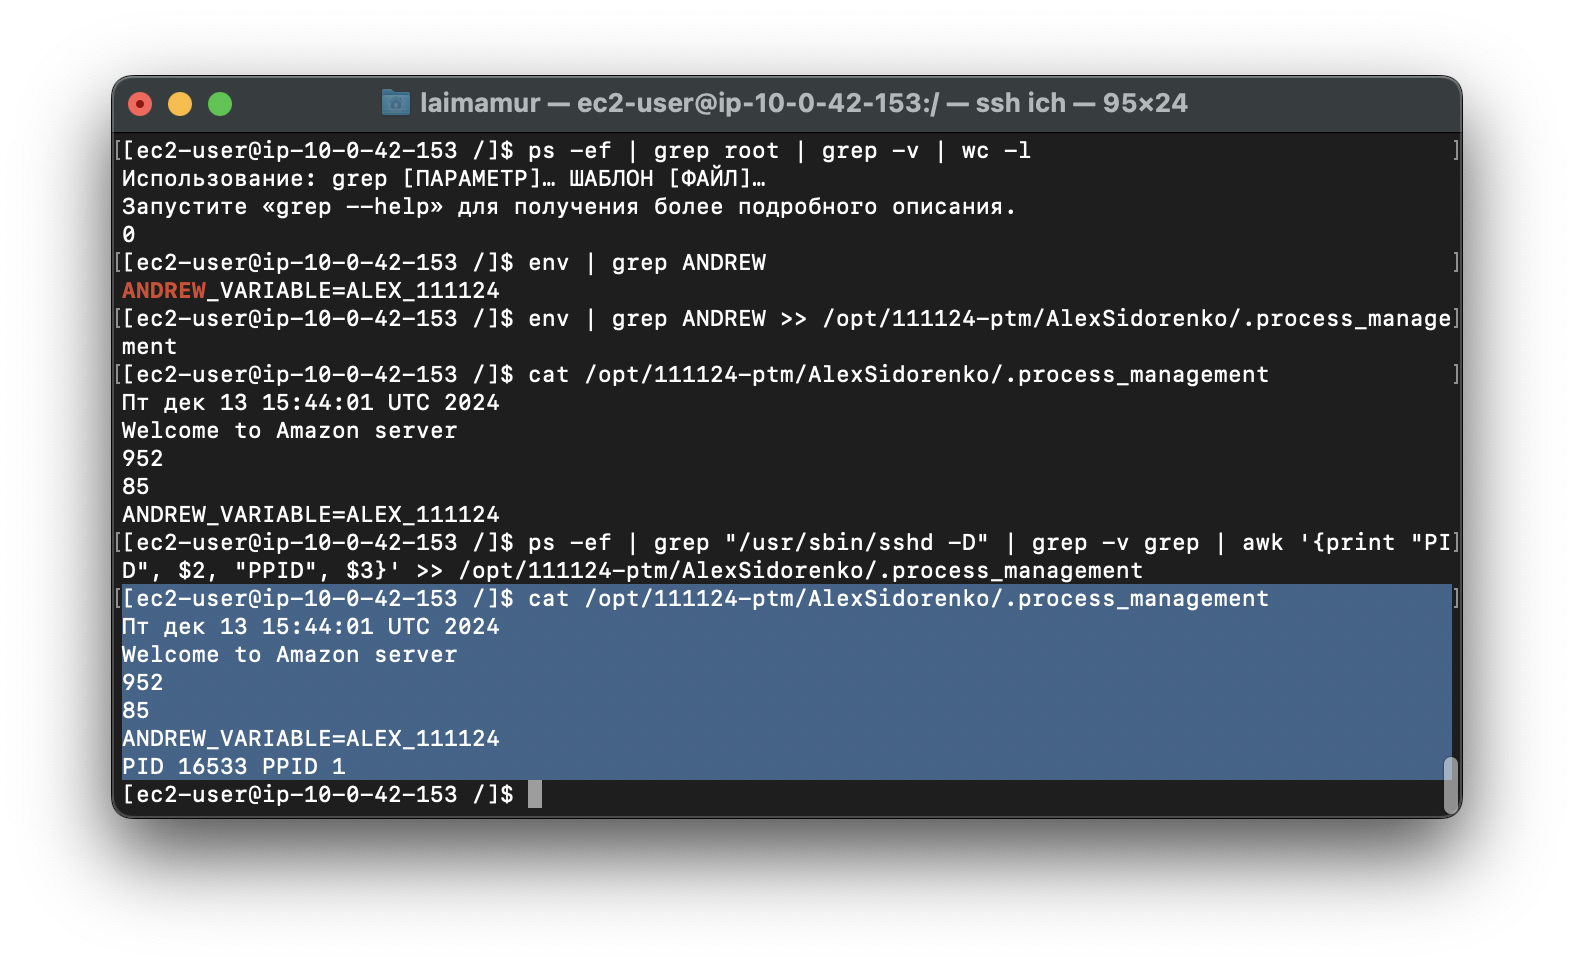 laimamur — ec2-user@ip-10-0-42-153:/ — ssh ich — 95×24
[[ec2-user@ip-10-0-42-153 /]$ ps -ef | grep root | grep -v | wc -l ]
Использование: grep [ПАРАМЕТР]… ШАБЛОН [ФАЙЛ]…
Запустите «grep --help» для получения более подробного описания.
0
[[ec2-user@ip-10-0-42-153 /]$ env | grep ANDREW ]
ANDREW_VARIABLE=ALEX_111124
[[ec2-user@ip-10-0-42-153 /]$ env | grep ANDREW >> /opt/111124-ptm/AlexSidorenko/.process_manage]
ment
[[ec2-user@ip-10-0-42-153 /]$ cat /opt/111124-ptm/AlexSidorenko/.process_management ]
Пт дек 13 15:44:01 UTC 2024
Welcome to Amazon server
952
85
ANDREW_VARIABLE=ALEX_111124
[[ec2-user@ip-10-0-42-153 /]$ ps -ef | grep "/usr/sbin/sshd -D" | grep -v grep | awk '{print "PI]
D", $2, "PPID", $3}' >> /opt/111124-ptm/AlexSidorenko/.process_management
[[ec2-user@ip-10-0-42-153 /]$ cat /opt/111124-ptm/AlexSidorenko/.process_management ]
Пт дек 13 15:44:01 UTC 2024
Welcome to Amazon server
952
85
ANDREW_VARIABLE=ALEX_111124
PID 16533 PPID 1
[ec2-user@ip-10-0-42-153 /]$